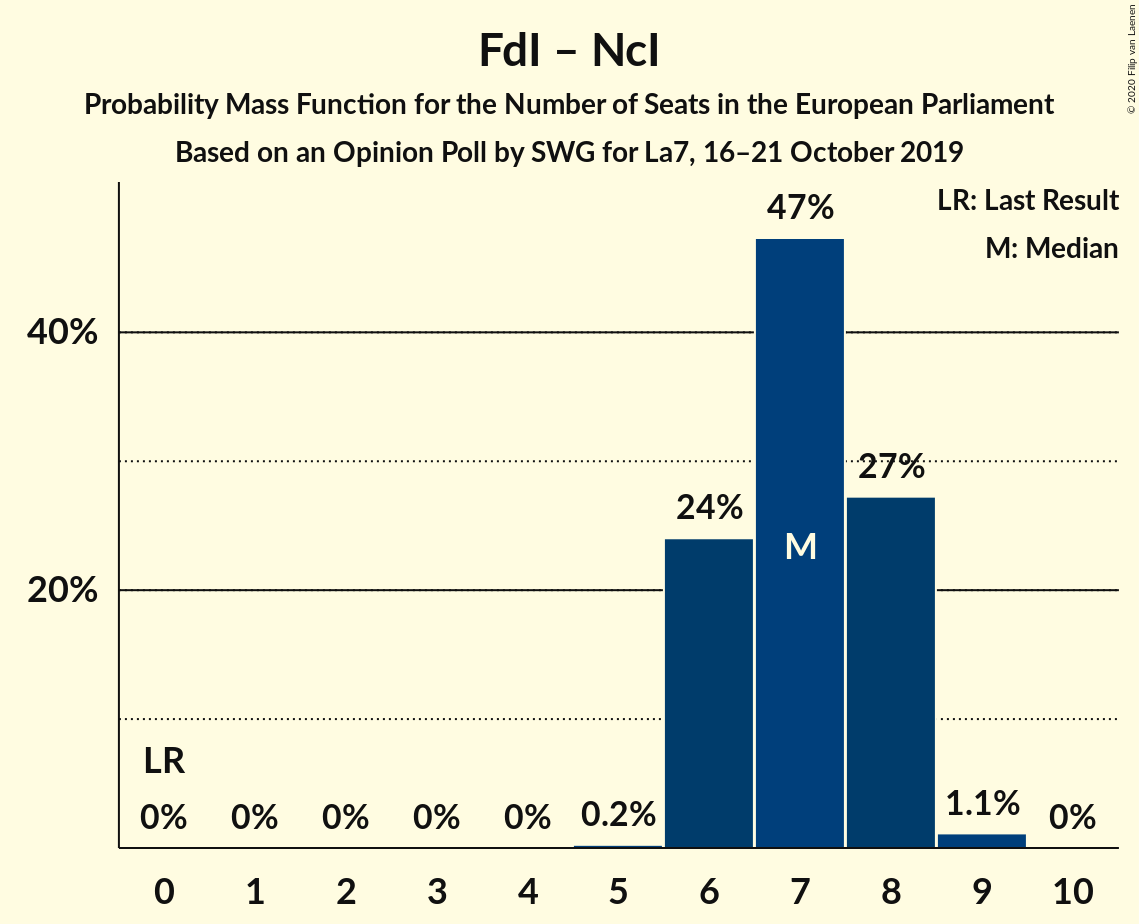 FdI – NcI
Probability Mass Function for the Number of Seats in the European Parliament
Based on an Opinion Poll by SWG for La7, 16–21 October 2019
© 2020 Filip van Laenen
LR: Last Result
M: Median
47%
40%
27%
24%
M
20%
LR
0% 0% 0% 0% 0% 0.2% 1.1% 0%
0 1 2 3 4 5 6 7 8 9 10